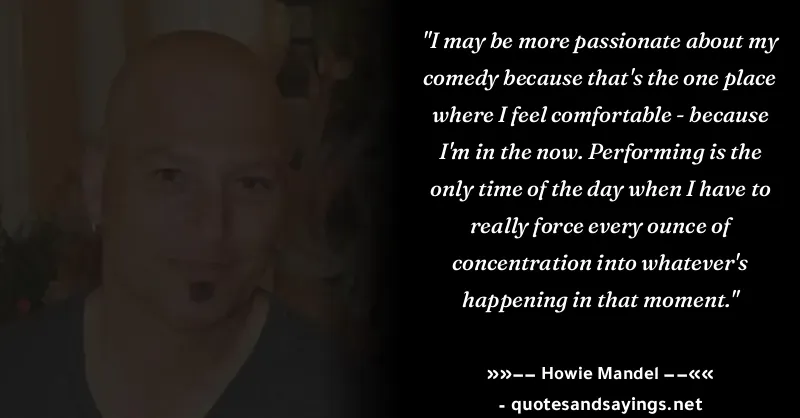 "I may be more passionate about my
comedy because that's the one place
where I feel comfortable - because
I'm in the now. Performing is the
only time of the day when I have to
really force every ounce of
concentration into whatever's
happening in that moment."
»»–– Howie Mandel ––««
- quotesandsayings.net